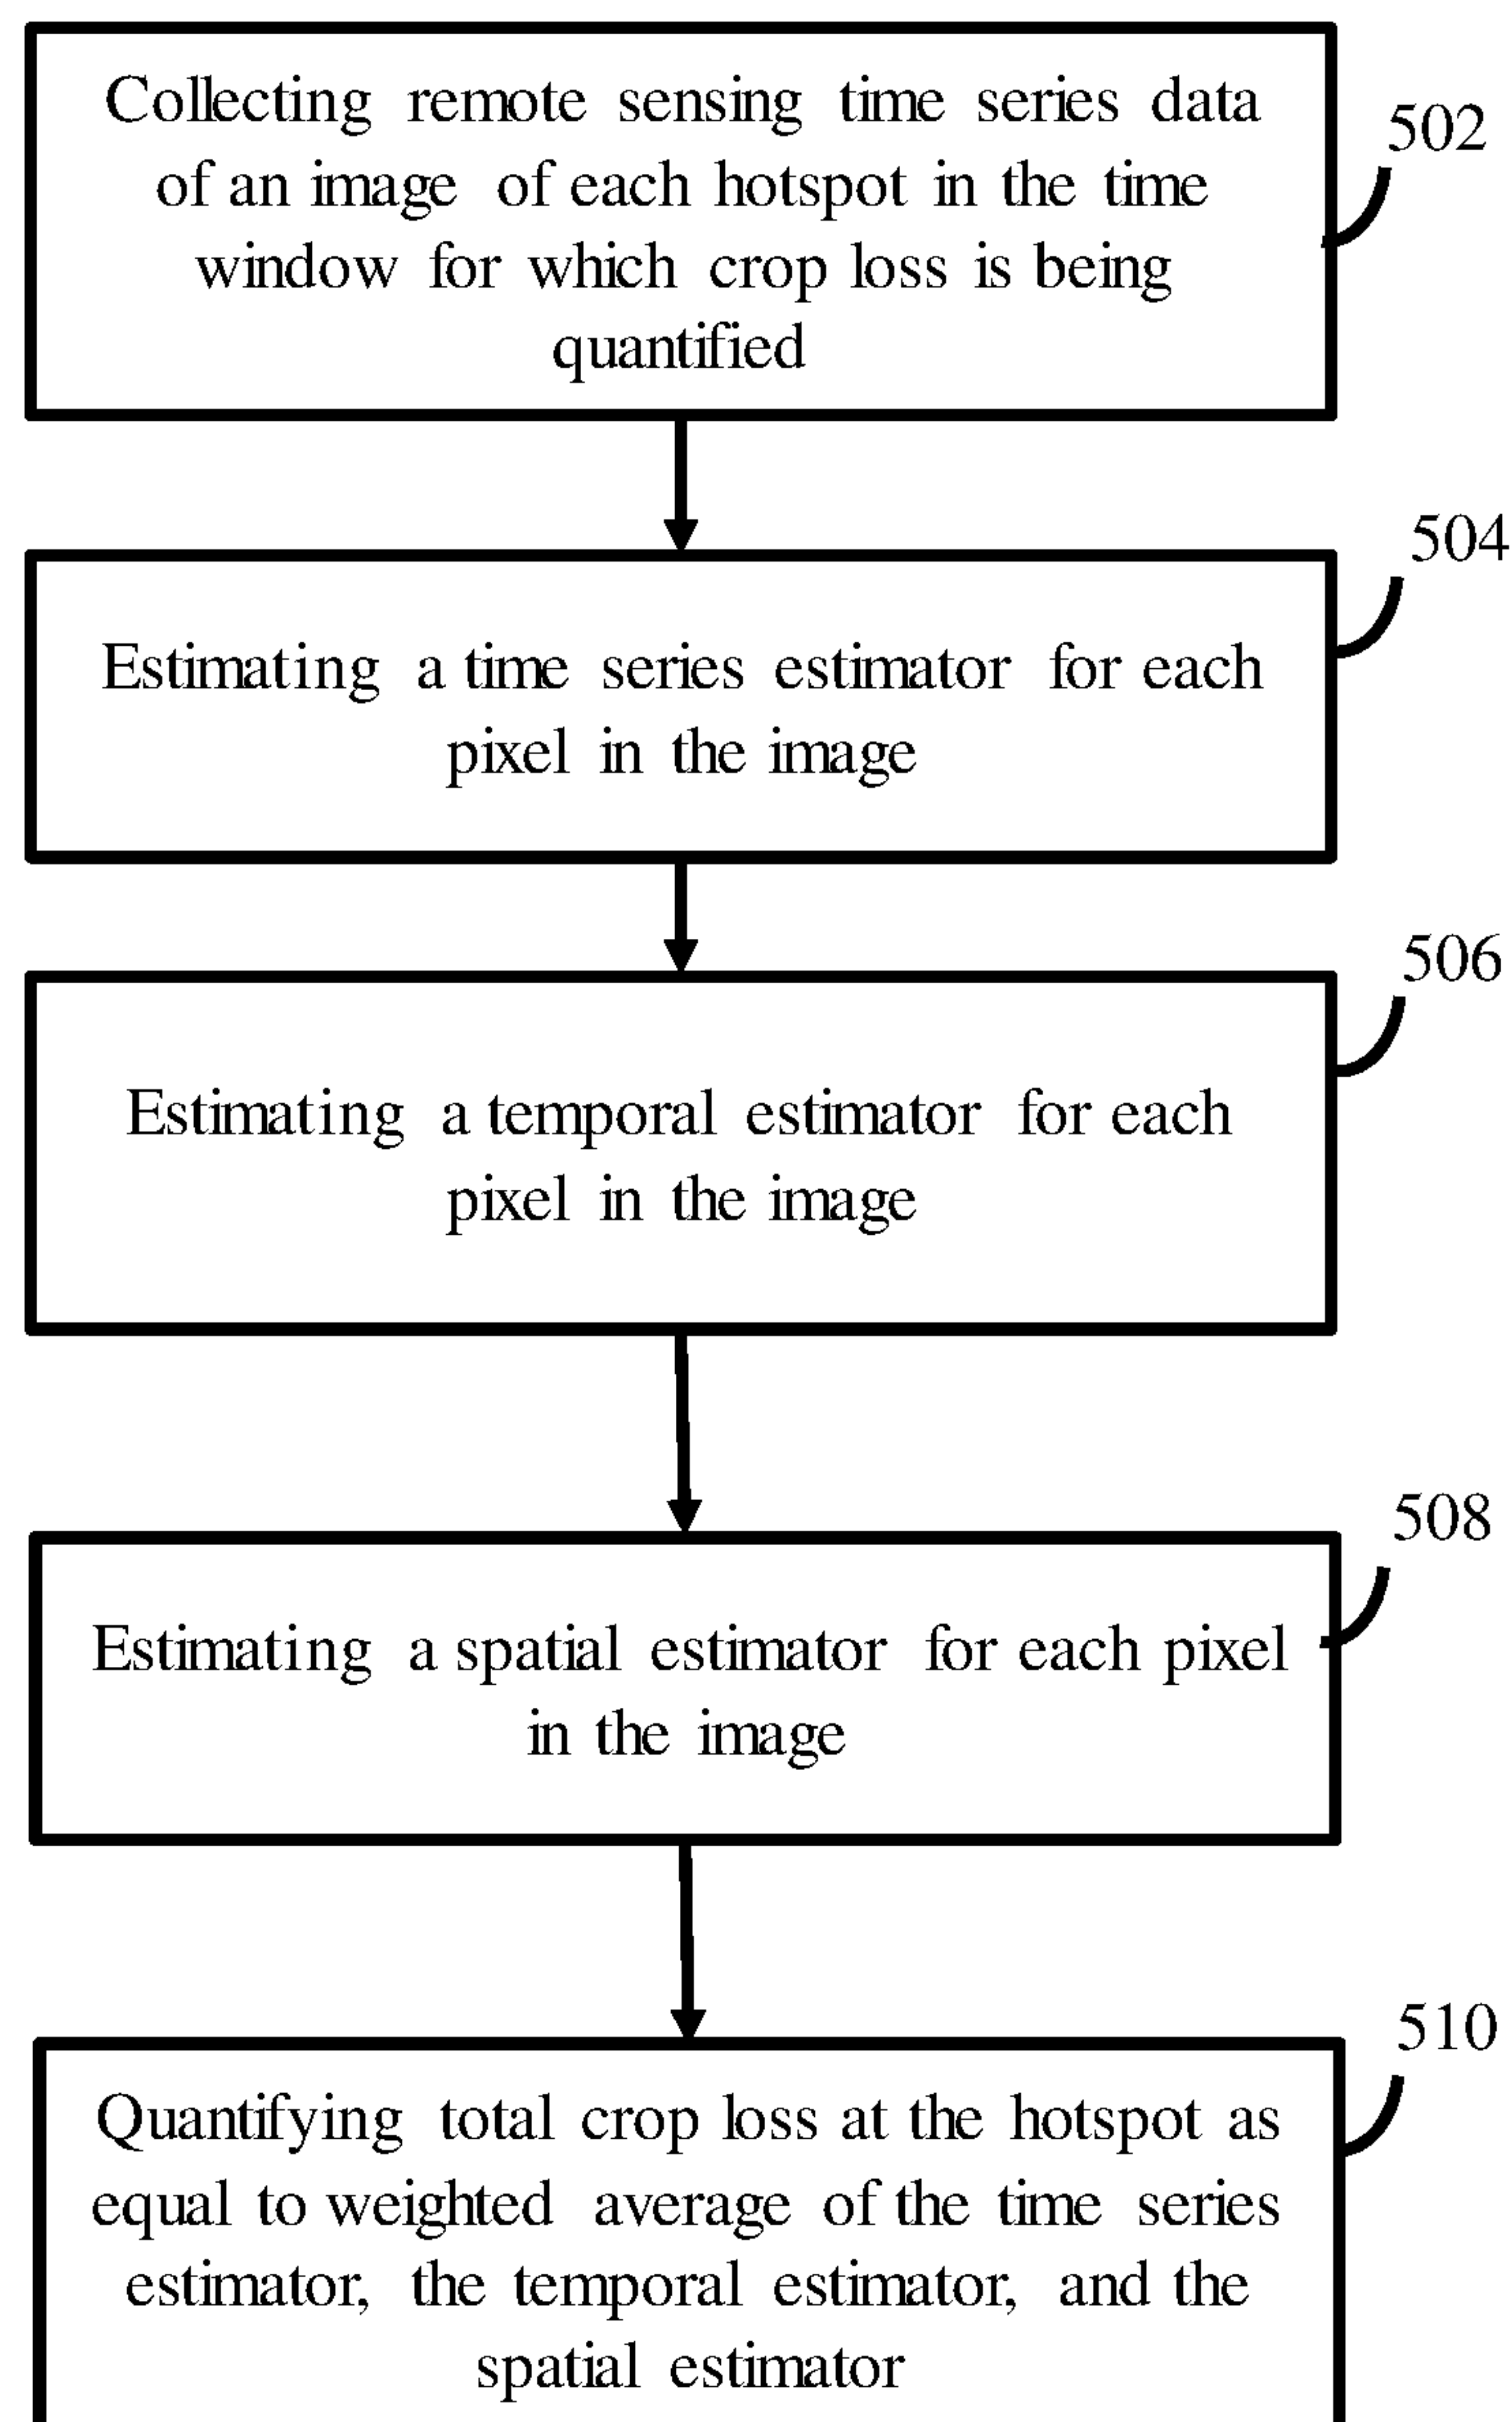 Collecting remote sensing time series data
of an image of each hotspot in the time
window for which crop loss is being
quantified
502
Estimating a time series estimator for each
pixel in the image
504
Estimating a temporal estimator for each
pixel in the image
506
Estimating a spatial estimator for each pixel
in the image
508
Quantifying total crop loss at the hotspot as
equal to weighted average of the time series
estimator, the temporal estimator, and the
spatial estimator
510